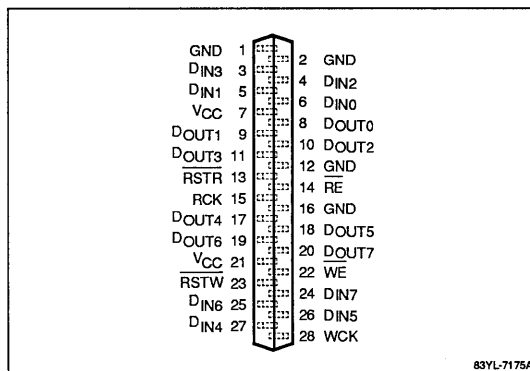 GND 1
2 GND
DIN3 3
4 DIN2
DIN1 5
6 DIN0
VCC 7
8 DOUT0
DOUT1 9
10 DOUT2
DOUT3 11
12 GND
RSTR 13
14 RE
RCK 15
16 GND
DOUT4 17
18 DOUT5
DOUT6 19
20 DOUT7
VCC 21
22 WE
RSTW 23
24 DIN7
DIN6 25
26 DIN5
DIN4 27
28 WCK
83YL-7175A